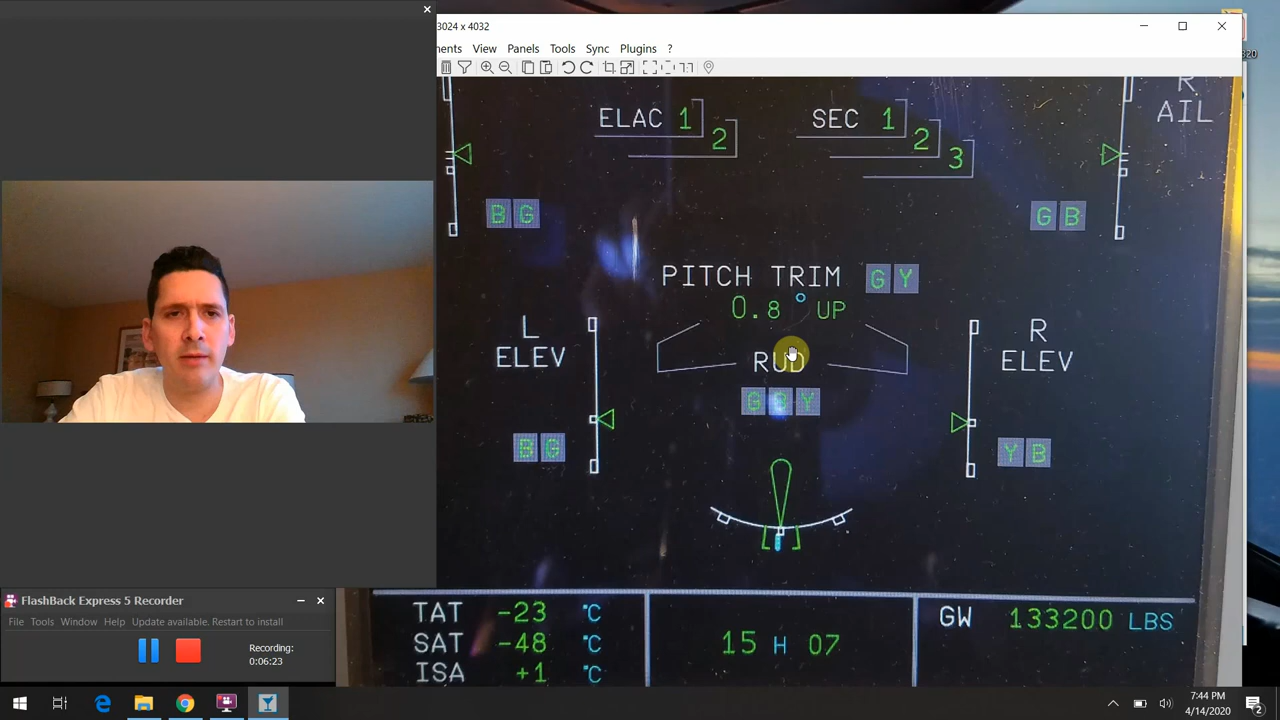 3024 x 4032
ments View Panels Tools Sync Plugins ?
ELAC 1 2
SEC 1 2 3
R
AIL
B G
G B
PITCH TRIM G Y
0.8 ° UP
L
ELEV
RUD
R
ELEV
G B Y
B G
Y B
FlashBack Express 5 Recorder
File Tools Window Help Update available. Restart to install
Recording:
0:06:23
TAT -23 °C
SAT -48 °C
ISA +1 °C
15 H 07
GW 133200 LBS
7:44 PM
4/14/2020
2